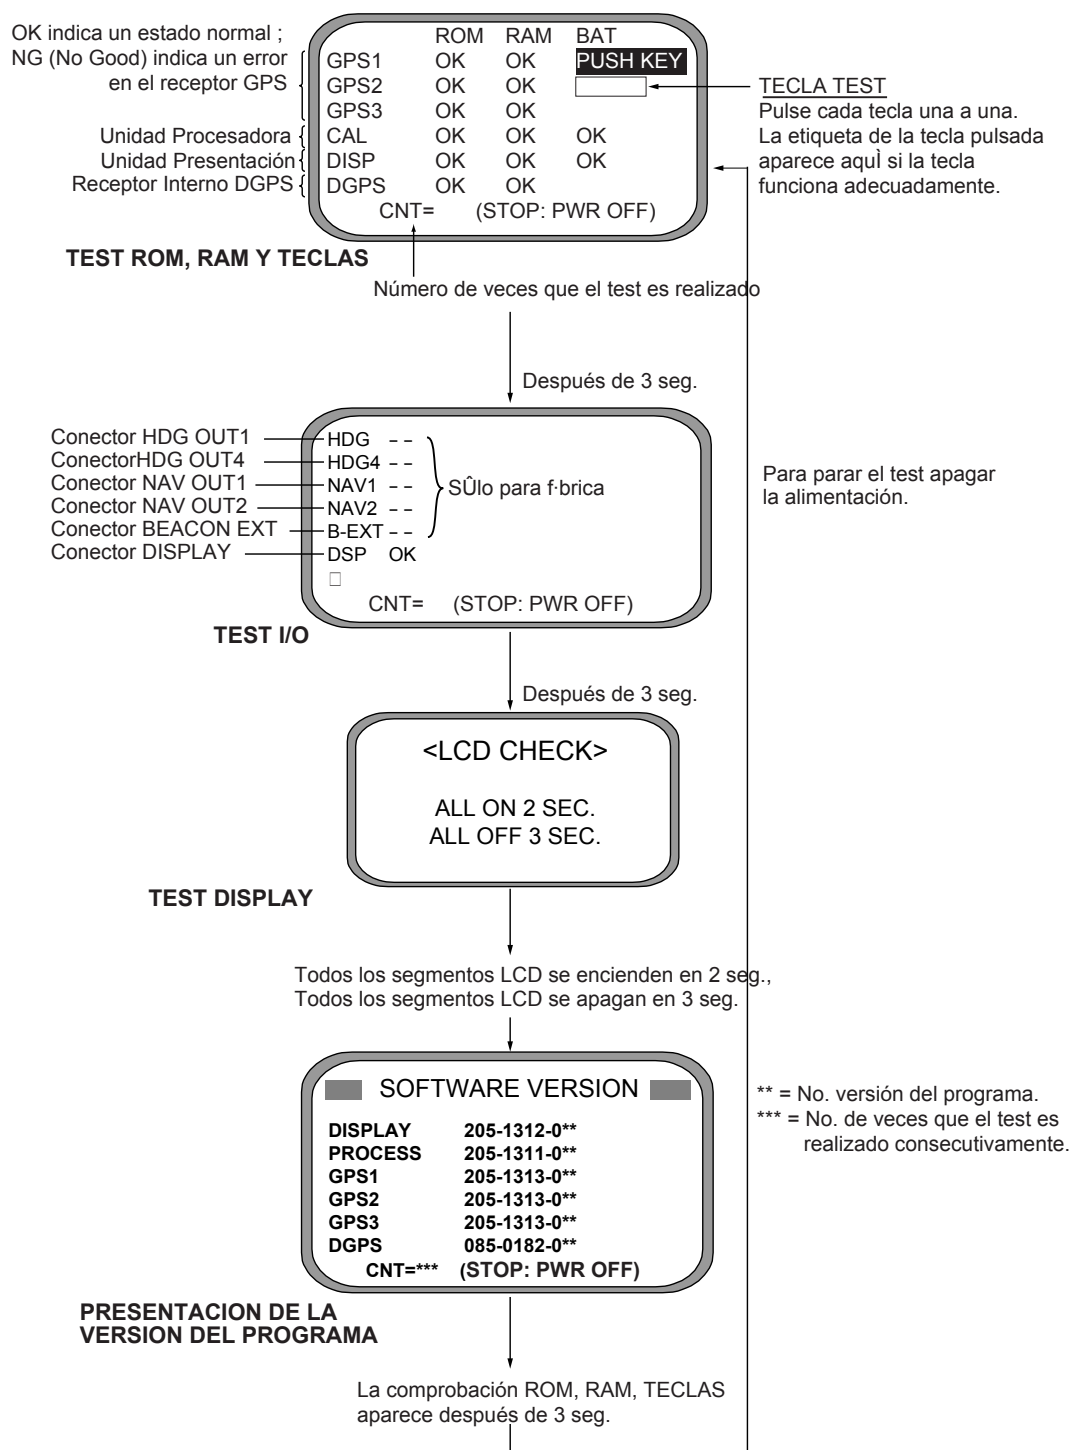 OK indica un estado normal ;
NG (No Good) indica un error
en el receptor GPS
Unidad Procesadora
Unidad Presentación
Receptor Interno DGPS
ROM RAM BAT
GPS1 OK OK PUSH KEY
GPS2 OK OK
GPS3 OK OK
CAL OK OK OK
DISP OK OK OK
DGPS OK OK
CNT= (STOP: PWR OFF)
TECLA TEST
Pulse cada tecla una a una.
La etiqueta de la tecla pulsada
aparece aquÌ si la tecla
funciona adecuadamente.
TEST ROM, RAM Y TECLAS
Número de veces que el test es realizado
Después de 3 seg.
Conector HDG OUT1
ConectorHDG OUT4
Conector NAV OUT1
Conector NAV OUT2
Conector BEACON EXT
Conector DISPLAY
HDG - -
HDG4 - -
NAV1 - -
NAV2 - -
B-EXT - -
DSP OK
SÛlo para f·brica
CNT= (STOP: PWR OFF)
Para parar el test apagar
la alimentación.
TEST I/O
Después de 3 seg.
<LCD CHECK>
ALL ON 2 SEC.
ALL OFF 3 SEC.
TEST DISPLAY
Todos los segmentos LCD se encienden en 2 seg.,
Todos los segmentos LCD se apagan en 3 seg.
SOFTWARE VERSION
DISPLAY 205-1312-0**
PROCESS 205-1311-0**
GPS1 205-1313-0**
GPS2 205-1313-0**
GPS3 205-1313-0**
DGPS 085-0182-0**
CNT=*** (STOP: PWR OFF)
** = No. versión del programa.
*** = No. de veces que el test es
realizado consecutivamente.
PRESENTACION DE LA
VERSION DEL PROGRAMA
La comprobación ROM, RAM, TECLAS
aparece después de 3 seg.